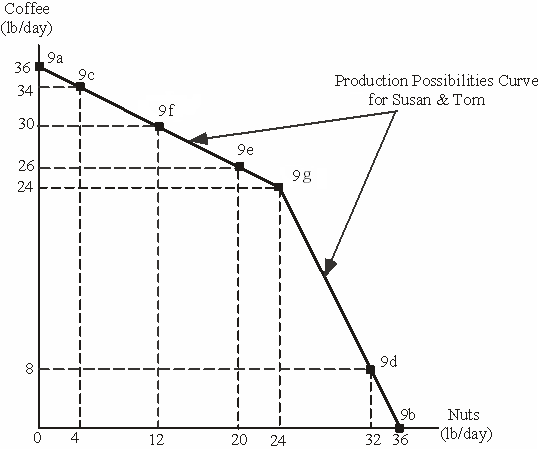 Coffee
(lb/day)
36
9a
9c
34
9f
30
9e
26
9g
24
Production Possibilities Curve
for Susan & Tom
8
9d
9b
Nuts
(lb/day)
0 4 12 20 24 32 36